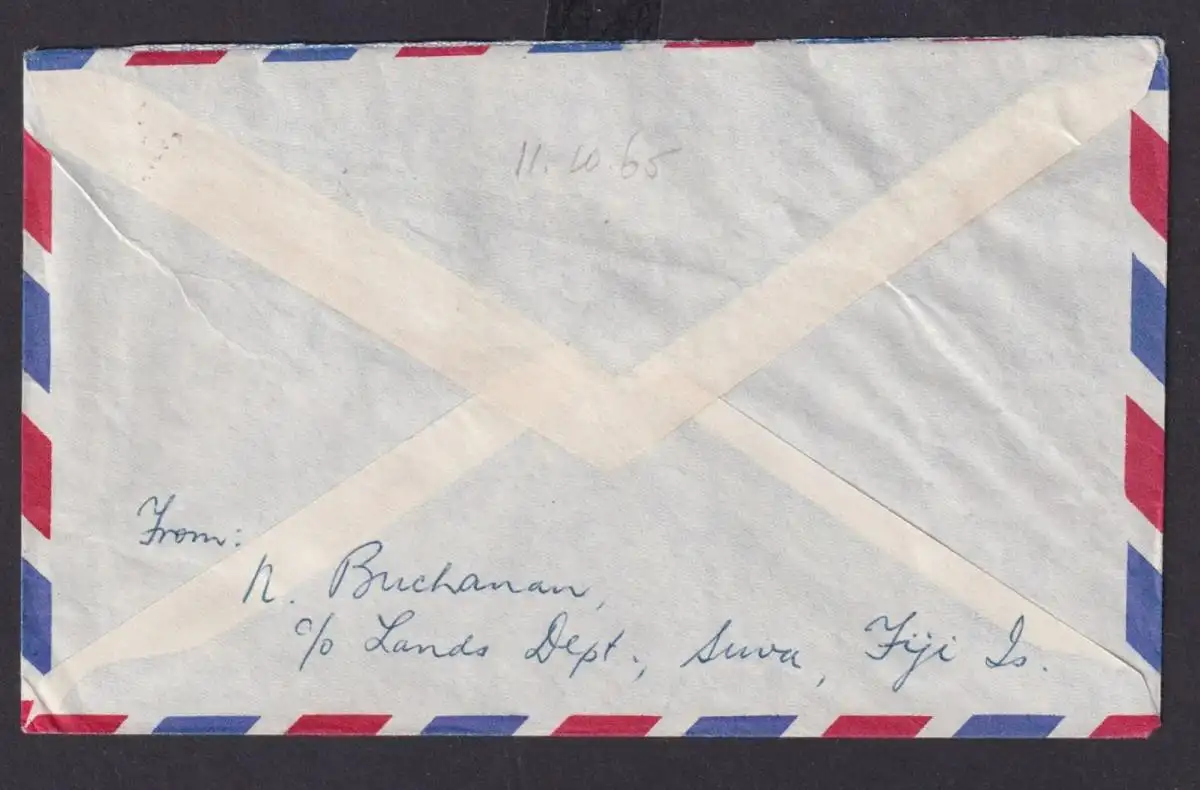 11.10.65
From:
N. Buchanan,
c/o Lands Dept., Suva, Fiji Is.